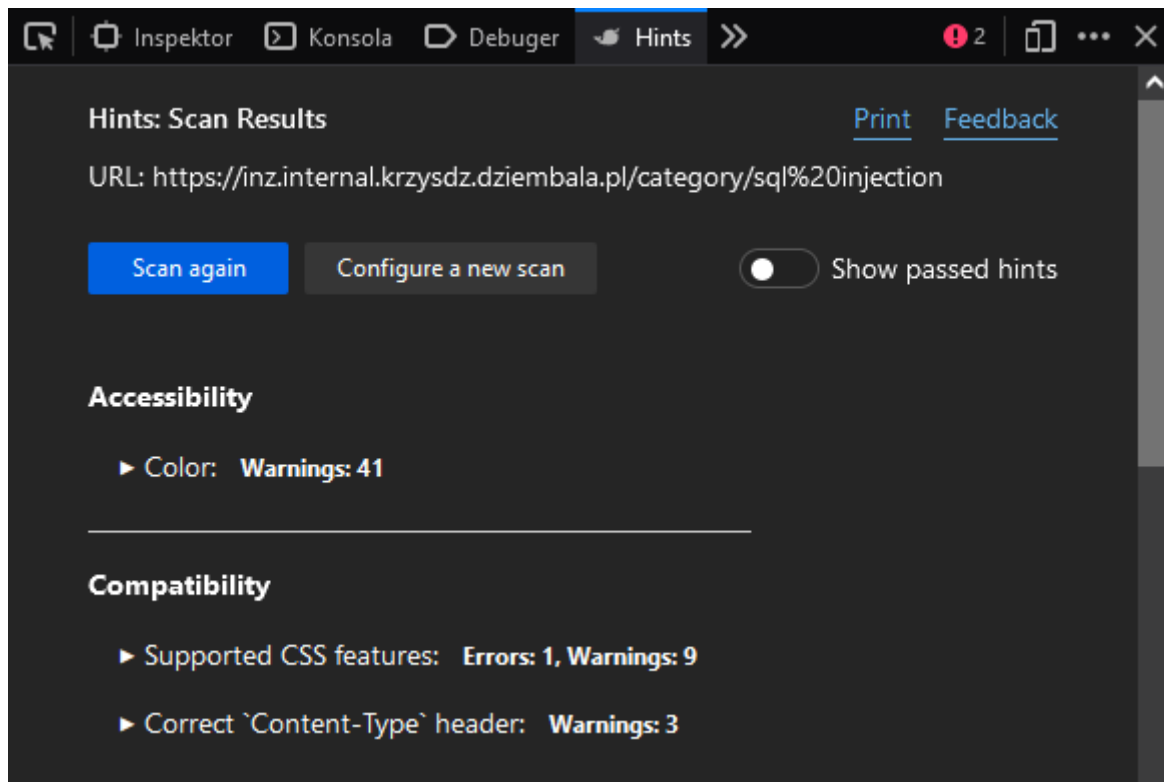 Inspektor Konsola Debuger Hints 2
Hints: Scan Results Print Feedback
URL: https://inz.internal.krzysdz.dziembala.pl/category/sql%20injection
Scan again Configure a new scan Show passed hints
Accessibility
Color: Warnings: 41
Compatibility
Supported CSS features: Errors: 1, Warnings: 9
Correct `Content-Type` header: Warnings: 3